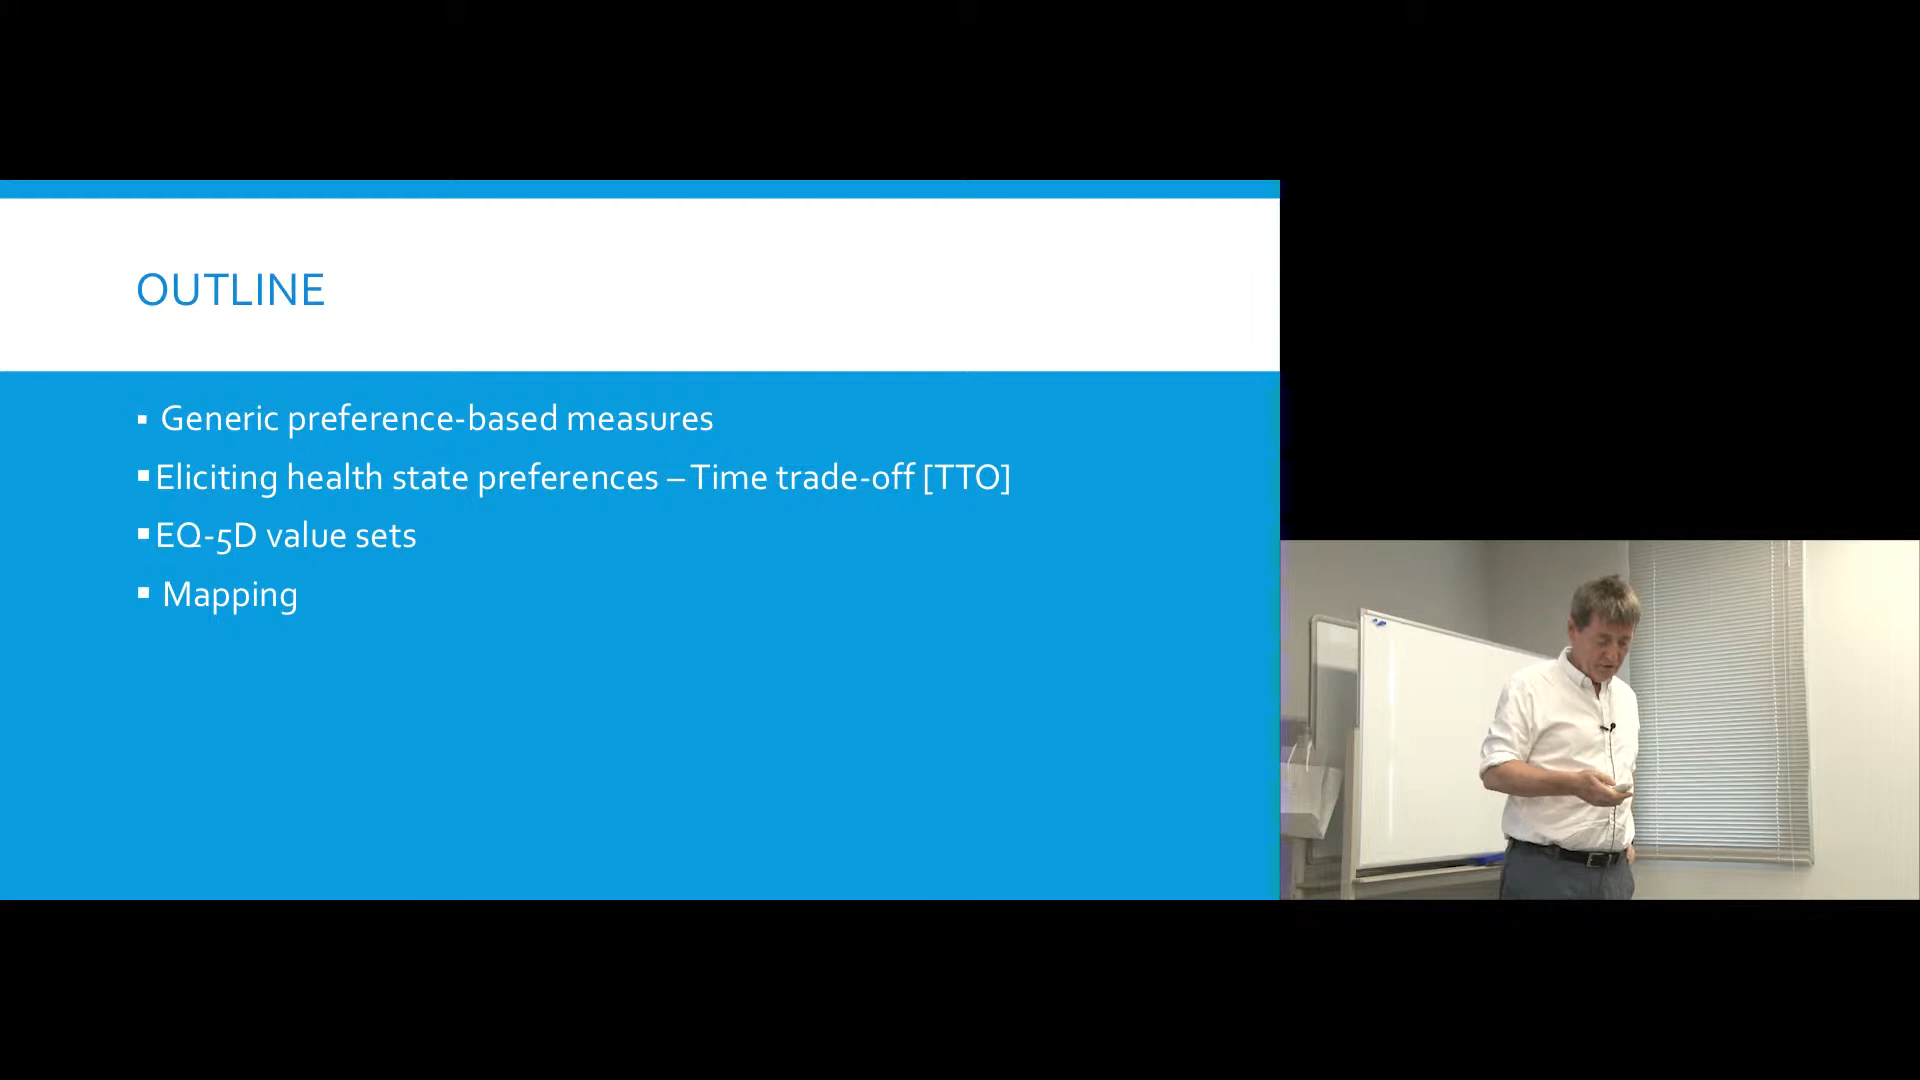 OUTLINE
Generic preference-based measures
Eliciting health state preferences – Time trade-off [TTO]
EQ-5D value sets
Mapping